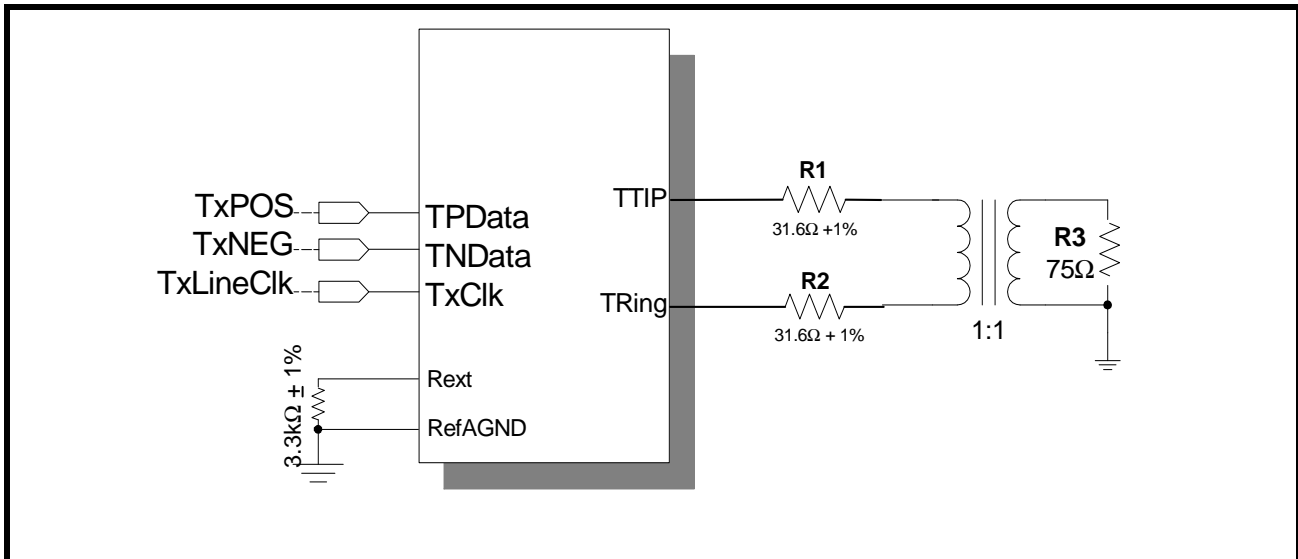 TxPOS
TxNEG
TxLineClk
TPData
TNData
TxClk
Rext
RefAGND
3.3kΩ ± 1%
TTIP
TRing
R1
31.6Ω +1%
R2
31.6Ω + 1%
1:1
R3
75Ω